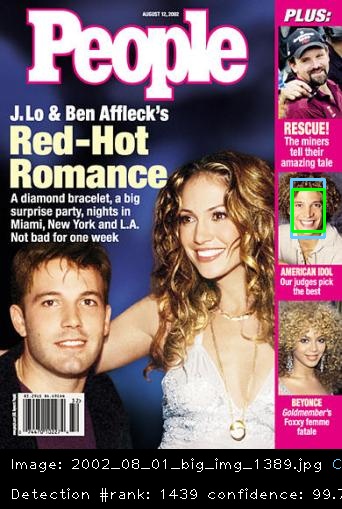 AUGUST 12, 2002
People
PLUS:
J.Lo & Ben Affleck's
Red-Hot
Romance
A diamond bracelet, a big
surprise party, nights in
Miami, New York and L.A.
Not bad for one week
RESCUE!
The miners
tell their
amazing tale
AMERICAN IDOL
Our judges pick
the best
BEYONCE
Goldmember's
Foxxy femme
fatale
Image: 2002_08_01_big_img_1389.jpg C
Detection #rank: 1439 confidence: 99.7